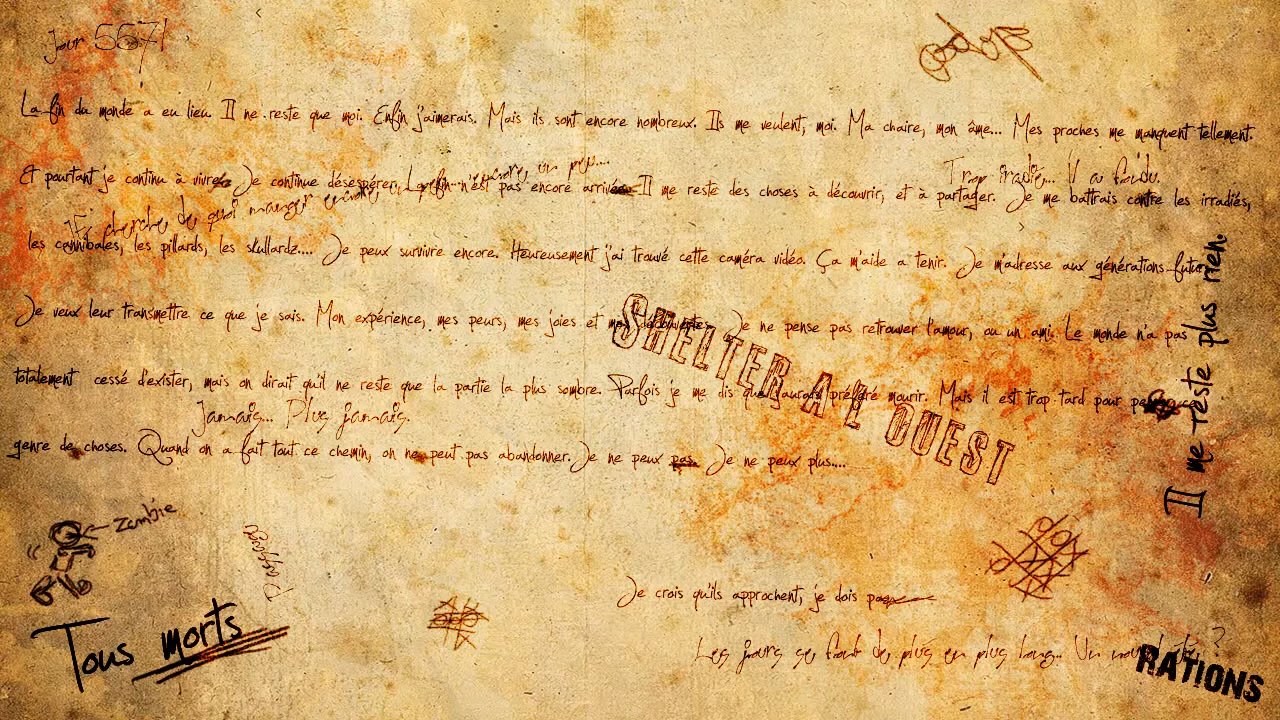 Jour 5571
La fin du monde a eu lieu. Il ne reste que moi. Enfin j'aimerais. Mais ils sont encore nombreux. Ils me veulent, moi. Ma chaire, mon âme... Mes proches me manquent tellement.
encore, un peu...
Trop irradié... Il a fondu.
Et pourtant je continu à vivre. Je continue désespérer. La fin n'est pas encore arrivée. Il me reste des choses à découvrir, et à partager. Je me battrais contre les irradiés,
cherche de quoi manger
les cannibales, les pillards, les skullardz.... Je peux survivre encore. Heureusement j'ai trouvé cette caméra vidéo. Ça m'aide a tenir. Je m'adresse aux générations futures
Je veux leur transmettre ce que je sais. Mon expérience, mes peurs, mes joies et mes découvertes. Je ne pense pas retrouver l'amour, ou un ami. Le monde n'a pas
SHELTER A L'OUEST
Il me reste plus rien.
totalement cessé d'exister, mais on dirait qu'il ne reste que la partie la plus sombre. Parfois je me dis que j'aurais préféré mourir. Mais il est trop tard pour
Jamais... Plus jamais.
genre de choses. Quand on a fait tout ce chemin, on ne peut pas abandonner. Je ne peux pas. Je ne peux plus....
Zombie
Je crois qu'ils approchent, je dois
Tous morts
Les jours se font de plus en plus long... Un ?
RATIONS